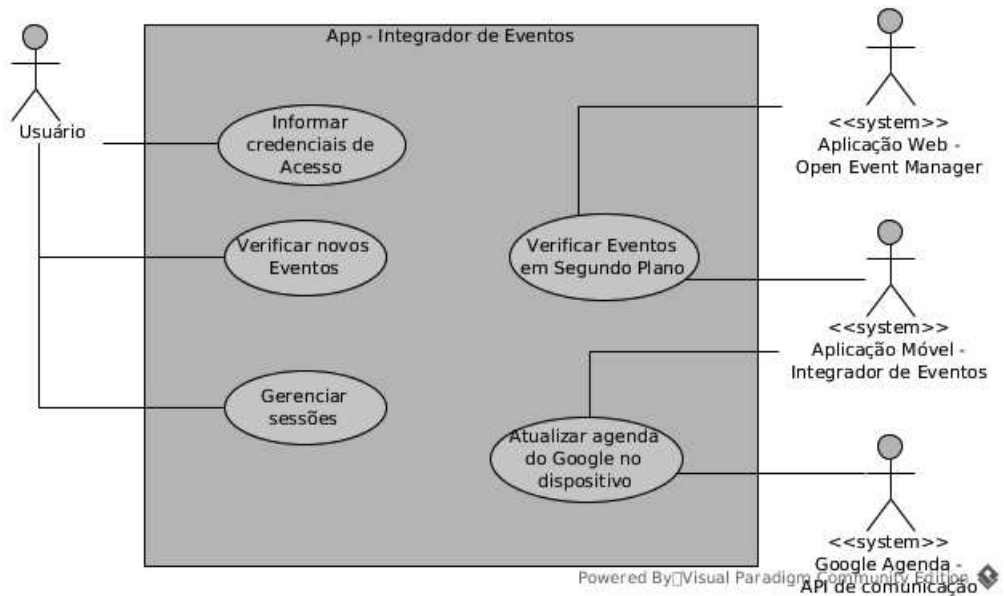 App - Integrador de Eventos
Usuário
Informar
credenciais de
Acesso
Verificar novos
Eventos
Gerenciar
sessões
Verificar Eventos
em Segundo Plano
Atualizar agenda
do Google no
dispositivo
<<system>>
Aplicação Web -
Open Event Manager
<<system>>
Aplicação Móvel -
Integrador de Eventos
<<system>>
Google Agenda -
API de comunicação
Powered By Visual Paradigm Community Edition